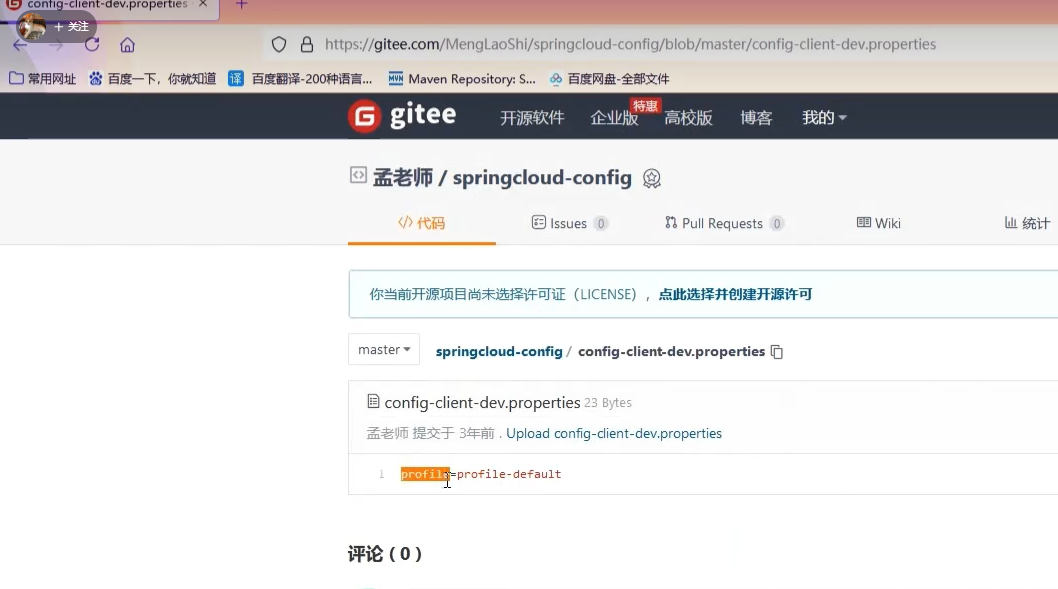 config-client-dev.properties
+ 关注
https://gitee.com/MengLaoShi/springcloud-config/blob/master/config-client-dev.properties
常用网址 百度一下，你就知道 译 百度翻译-200种语言... MVN Maven Repository: S... 百度网盘-全部文件
G gitee 开源软件 企业版 特惠 高校版 博客 我的
孟老师 / springcloud-config
</> 代码 Issues 0 Pull Requests 0 Wiki 统计
你当前开源项目尚未选择许可证（LICENSE），点此选择并创建开源许可
master springcloud-config / config-client-dev.properties
config-client-dev.properties 23 Bytes
孟老师 提交于 3年前 . Upload config-client-dev.properties
1 profile=profile-default
评论 ( 0 )